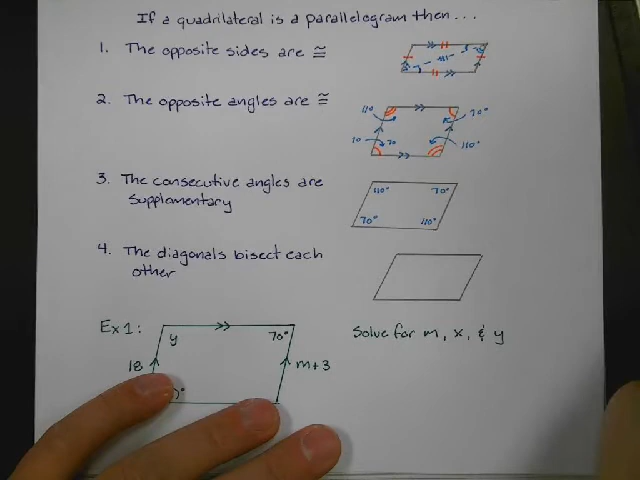 If a quadrilateral is a parallelogram then...
1. The opposite sides are ≅
2. The opposite angles are ≅
110 70°
70 70 110°
3. The consecutive angles are
supplementary
110° 70°
70° 110°
4. The diagonals bisect each
other
Ex 1:
y 70°
18 m+3
Solve for m, x, & y